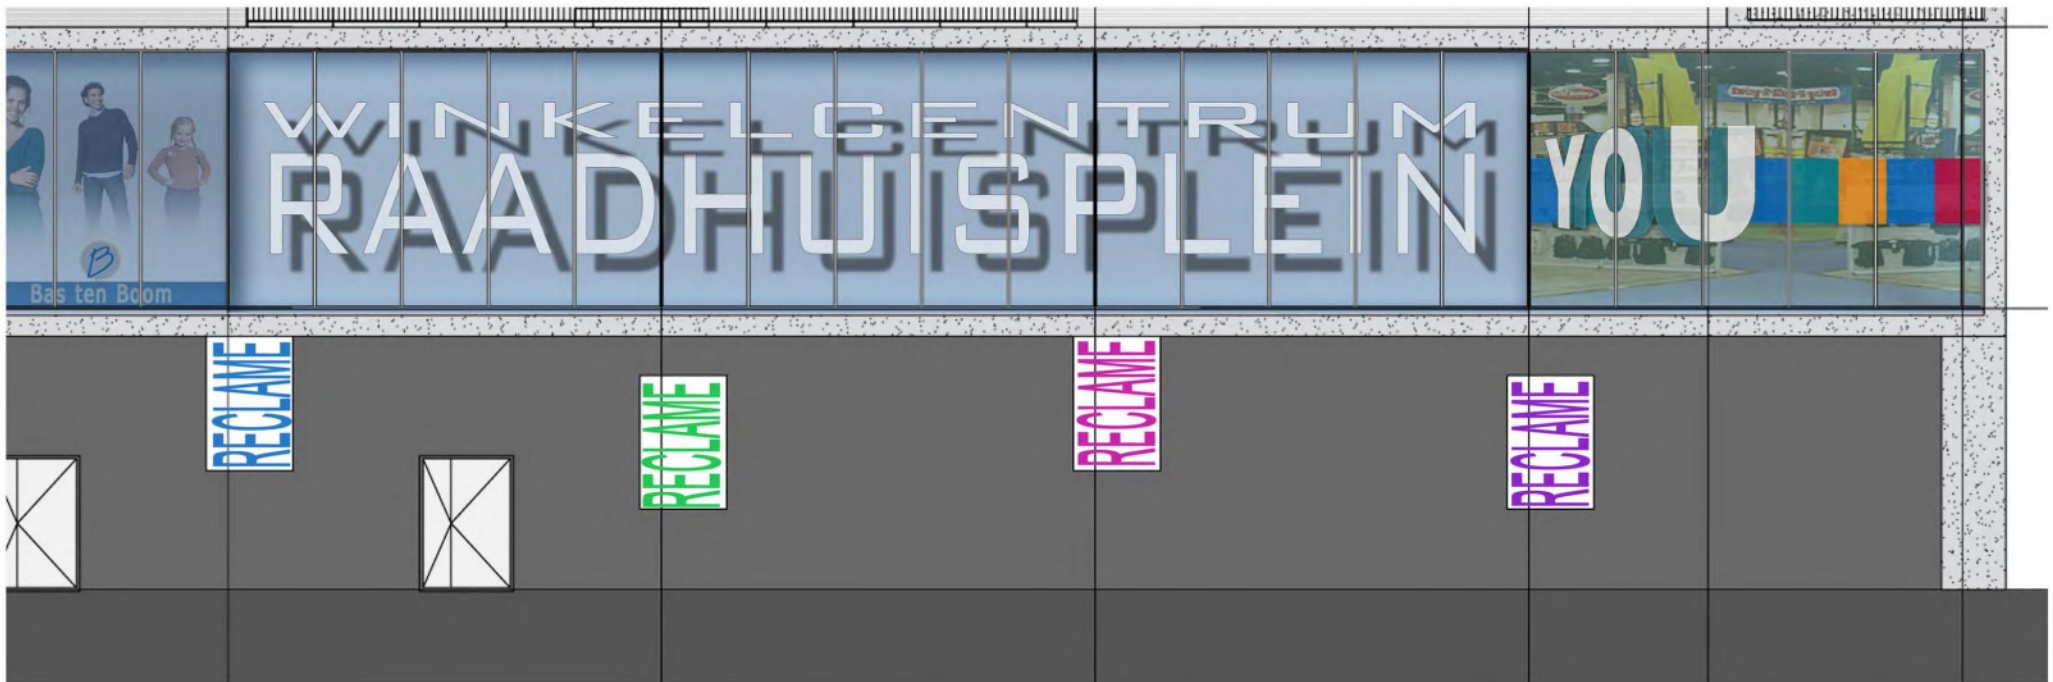 WINKELCENTRUM
RAADHUISPLEIN
YOU
B
Bas ten Boom
RECLAME
RECLAME
RECLAME
RECLAME